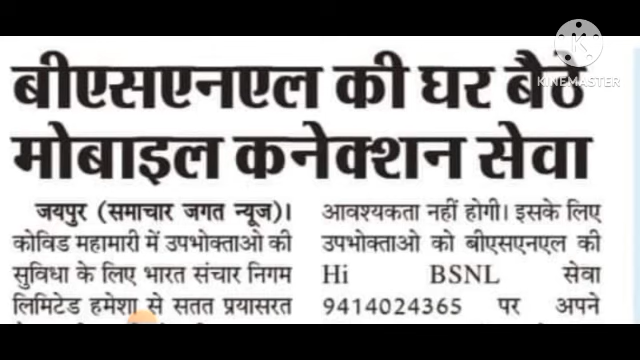 बीएसएनएल की घर बैठे
मोबाइल कनेक्शन सेवा
जयपुर (समाचार जगत न्यूज)।
कोविड महामारी में उपभोक्ताओ की
सुविधा के लिए भारत संचार निगम
लिमिटेड हमेशा से सतत प्रयासरत
आवश्यकता नहीं होगी। इसके लिए
उपभोक्ताओ को बीएसएनएल की
Hi BSNL सेवा
9414024365 पर अपने
KINEMASTER